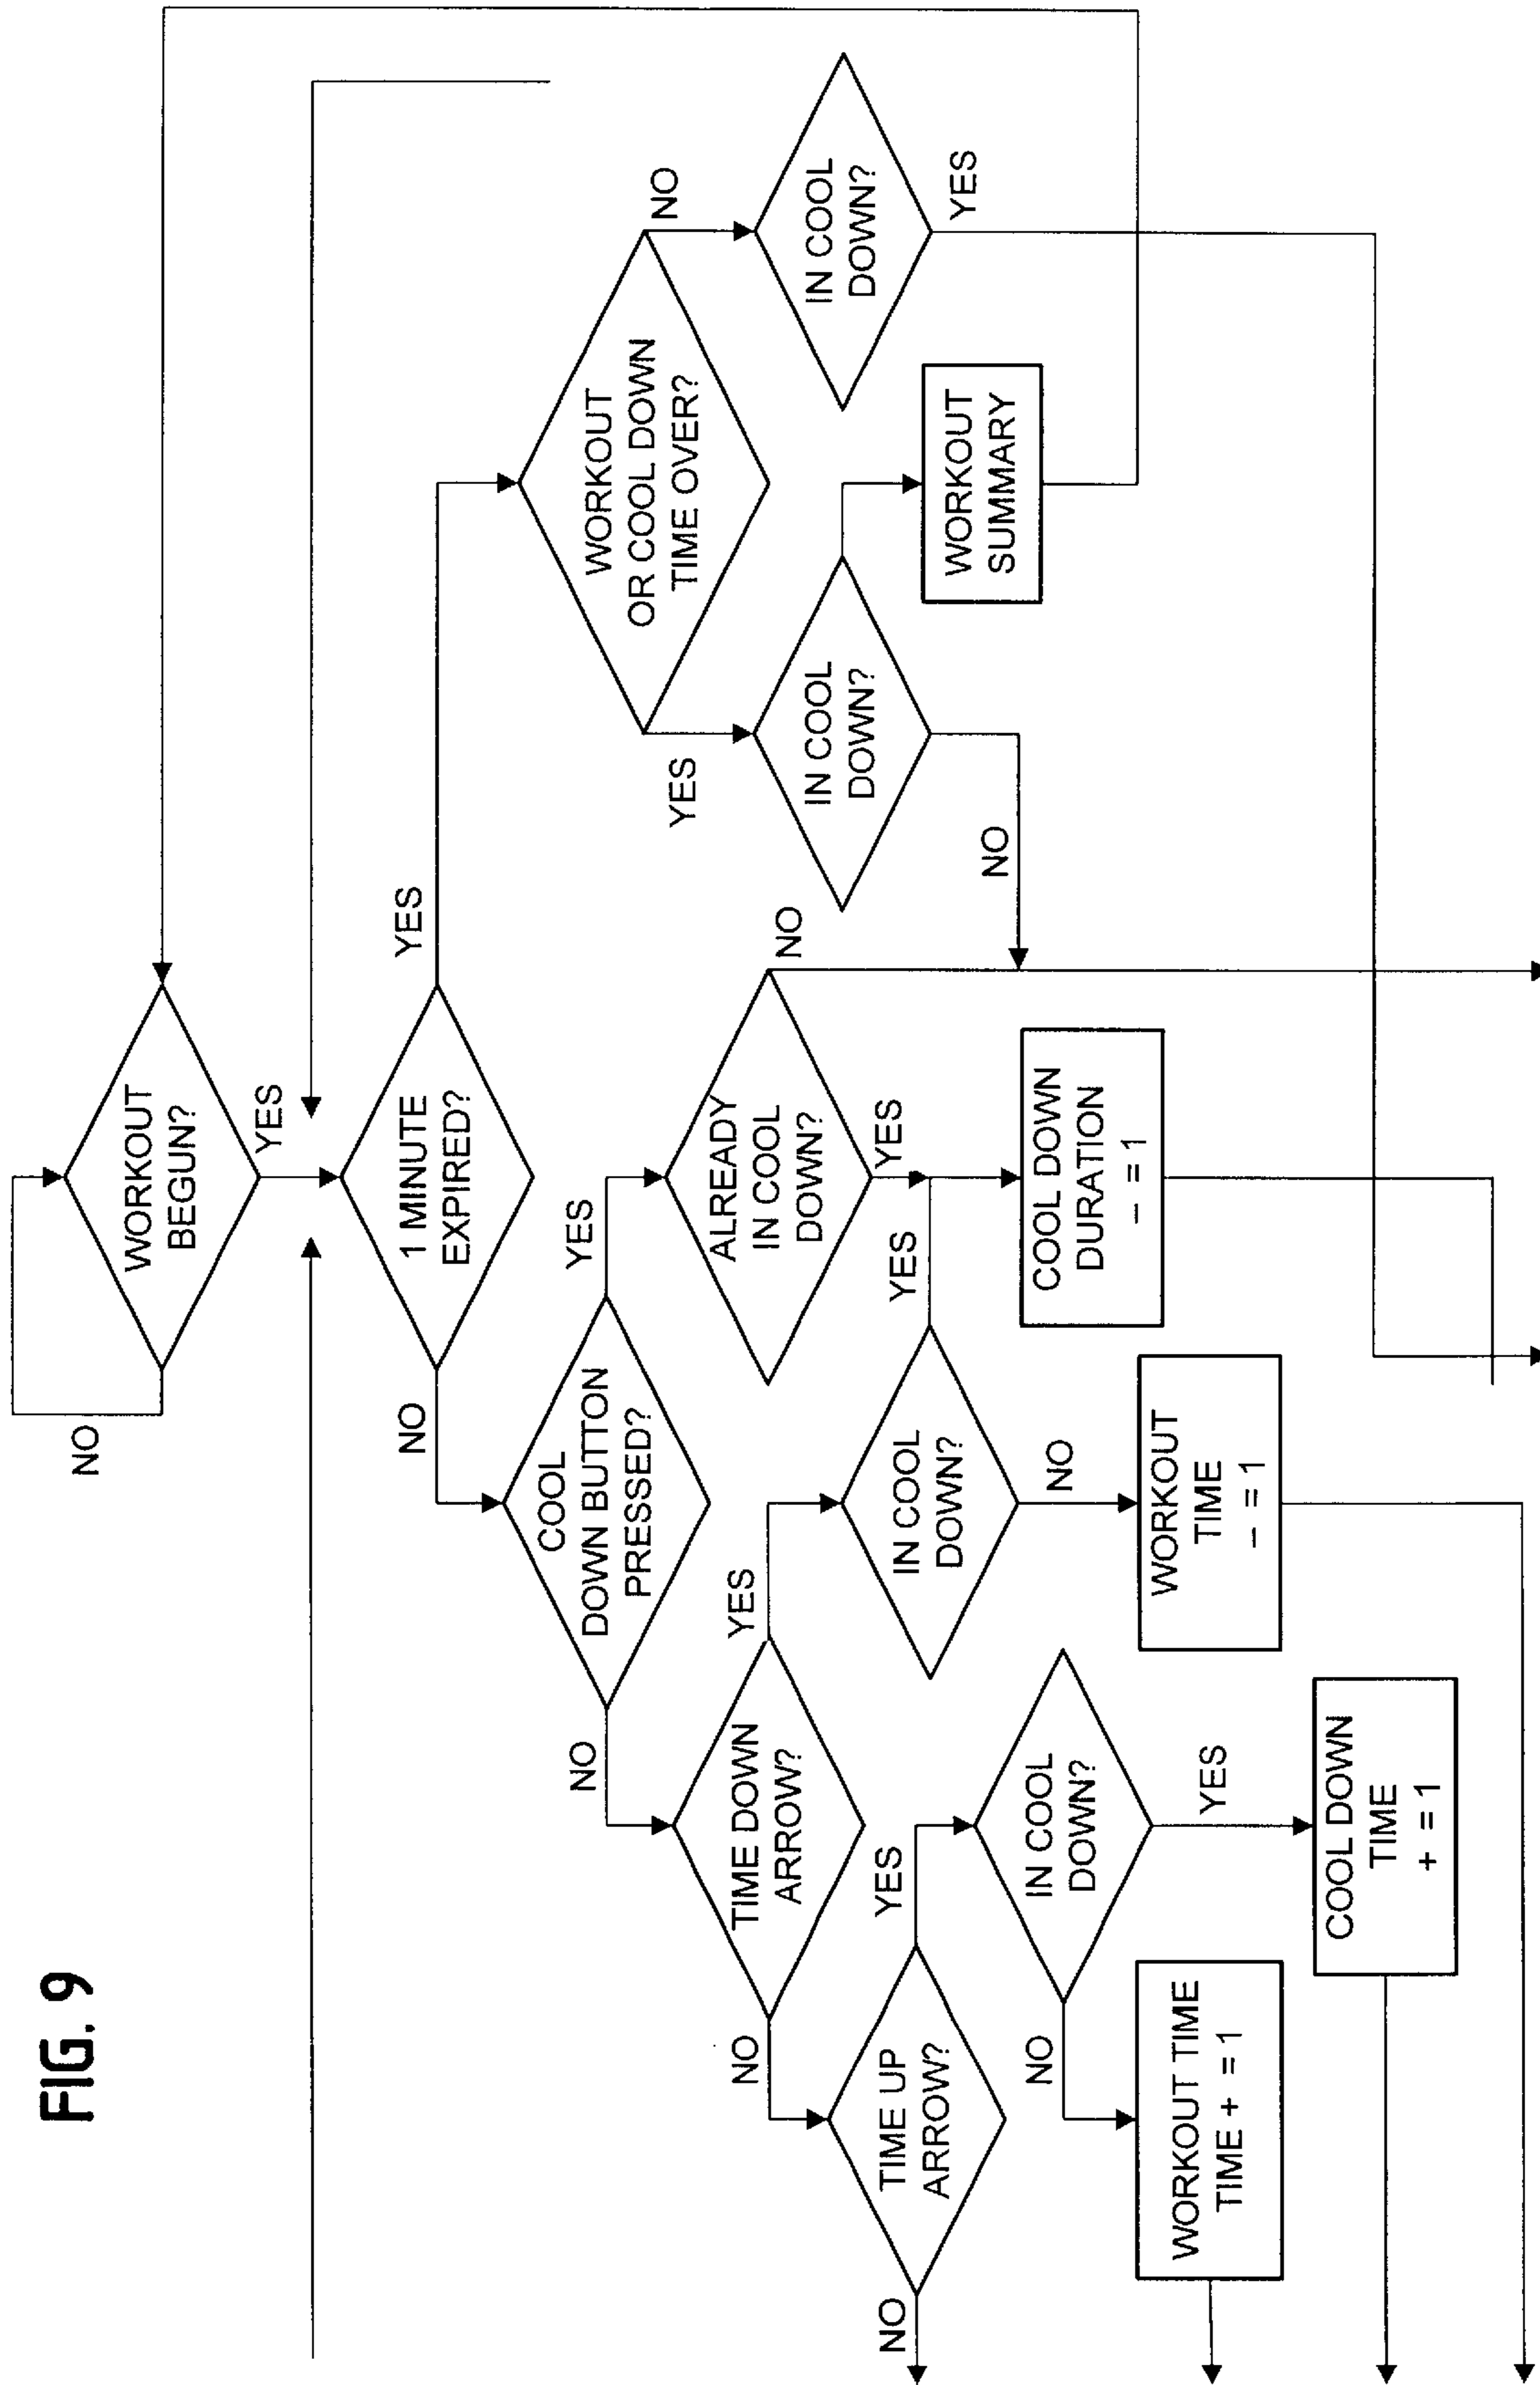 FIG. 9
NO
WORKOUT
BEGUN?
YES
1 MINUTE
EXPIRED?
NO
YES
COOL
DOWN BUTTON
PRESSED?
NO
YES
WORKOUT
OR COOL DOWN
TIME OVER?
YES
NO
TIME DOWN
ARROW?
NO
YES
ALREADY
IN COOL
DOWN?
YES
NO
IN COOL
DOWN?
NO
IN COOL
DOWN?
YES
TIME UP
ARROW?
NO
YES
IN COOL
DOWN?
YES
NO
WORKOUT
SUMMARY
IN COOL
DOWN?
NO
YES
COOL DOWN
DURATION
– = 1
WORKOUT TIME
TIME + = 1
WORKOUT
TIME
– = 1
COOL DOWN
TIME
+ = 1